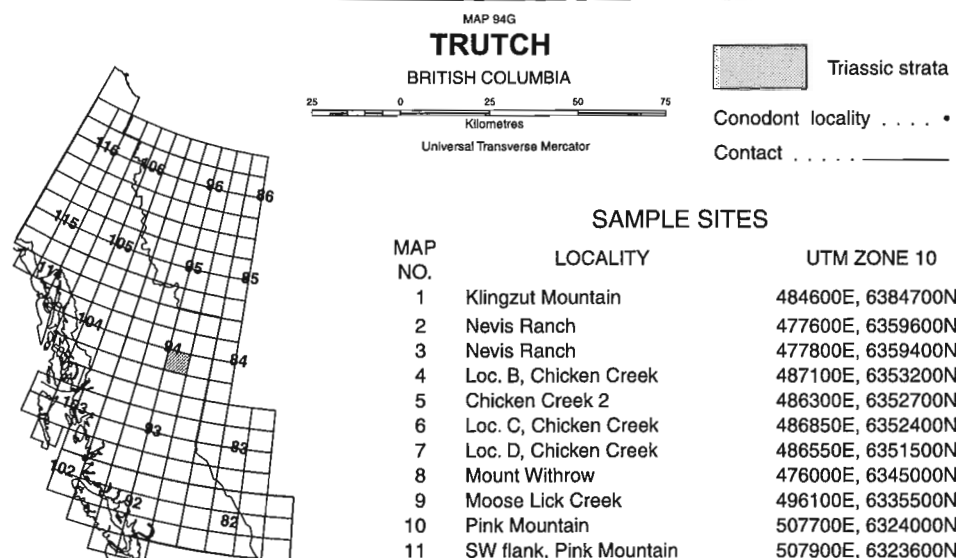 MAP 94G
TRUTCH
BRITISH COLUMBIA
25 0 25 50 75
Kilometres
Universal Transverse Mercator
Triassic strata
Conodont locality . . . . •
Contact . . . . .
116 106 96 86
115 105 95 85
114 104 94 84
103 93 83
102 92 82
SAMPLE SITES
MAP NO. LOCALITY UTM ZONE 10
1 Klingzut Mountain 484600E, 6384700N
2 Nevis Ranch 477600E, 6359600N
3 Nevis Ranch 477800E, 6359400N
4 Loc. B, Chicken Creek 487100E, 6353200N
5 Chicken Creek 2 486300E, 6352700N
6 Loc. C, Chicken Creek 486850E, 6352400N
7 Loc. D, Chicken Creek 486550E, 6351500N
8 Mount Withrow 476000E, 6345000N
9 Moose Lick Creek 496100E, 6335500N
10 Pink Mountain 507700E, 6324000N
11 SW flank, Pink Mountain 507900E, 6323600N